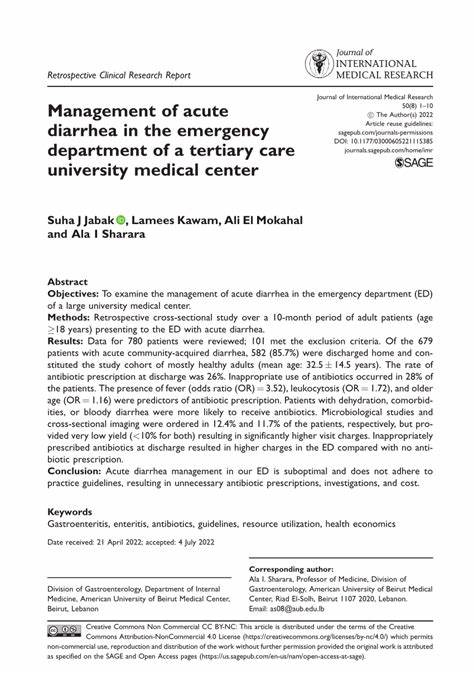 Journal of
INTERNATIONAL
MEDICAL RESEARCH
Retrospective Clinical Research Report
Journal of International Medical Research
50(8) 1–10
© The Author(s) 2022
Article reuse guidelines:
sagepub.com/journals-permissions
DOI: 10.1177/03000605221115385
journals.sagepub.com/home/imr
SAGE
Management of acute
diarrhea in the emergency
department of a tertiary care
university medical center
Suha J Jabak, Lamees Kawam, Ali El Mokahal
and Ala I Sharara
Abstract
Objectives: To examine the management of acute diarrhea in the emergency department (ED)
of a large university medical center.
Methods: Retrospective cross-sectional study over a 10-month period of adult patients (age
≥18 years) presenting to the ED with acute diarrhea.
Results: Data for 780 patients were reviewed; 101 met the exclusion criteria. Of the 679
patients with acute community-acquired diarrhea, 582 (85.7%) were discharged home and con-
stituted the study cohort of mostly healthy adults (mean age: 32.5 ± 14.5 years). The rate of
antibiotic prescription at discharge was 26%. Inappropriate use of antibiotics occurred in 28% of
the patients. The presence of fever (odds ratio (OR) = 3.52), leukocytosis (OR = 1.72), and older
age (OR = 1.16) were predictors of antibiotic prescription. Patients with dehydration, comorbid-
ities, or bloody diarrhea were more likely to receive antibiotics. Microbiological studies and
cross-sectional imaging were ordered in 12.4% and 11.7% of the patients, respectively, but pro-
vided very low yield (<10% for both) resulting in significantly higher visit charges. Inappropriately
prescribed antibiotics at discharge resulted in higher charges in the ED compared with no anti-
biotic prescription.
Conclusion: Acute diarrhea management in our ED is suboptimal and does not adhere to
practice guidelines, resulting in unnecessary antibiotic prescriptions, investigations, and cost.
Keywords
Gastroenteritis, enteritis, antibiotics, guidelines, resource utilization, health economics
Date received: 21 April 2022; accepted: 4 July 2022
Division of Gastroenterology, Department of Internal
Medicine, American University of Beirut Medical Center,
Beirut, Lebanon
Corresponding author:
Ala I. Sharara, Professor of Medicine, Division of
Gastroenterology, American University of Beirut Medical
Center, Riad El-Solh, Beirut 1107 2020, Lebanon.
Email: as08@aub.edu.lb
Creative Commons Non Commercial CC BY-NC: This article is distributed under the terms of the Creative
Commons Attribution-NonCommercial 4.0 License (https://creativecommons.org/licenses/by-nc/4.0/) which permits
non-commercial use, reproduction and distribution of the work without further permission provided the original work is attributed
as specified on the SAGE and Open Access pages (https://us.sagepub.com/en-us/nam/open-access-at-sage).